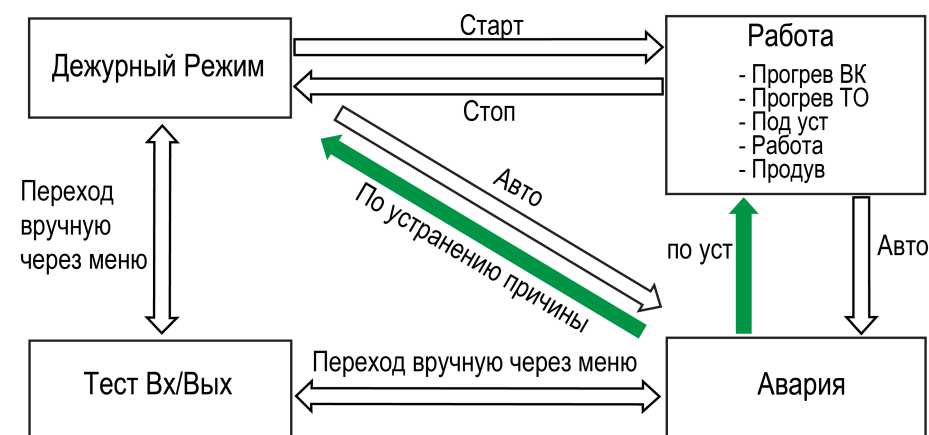 Дежурный Режим
Старт
Стоп
Работа
- Прогрев ВК
- Прогрев ТО
- Под уст
- Работа
- Продув
Переход
вручную
через меню
Авто
По устранению причины
по уст
Авто
Тест Вх/Вых
Переход вручную через меню
Авария